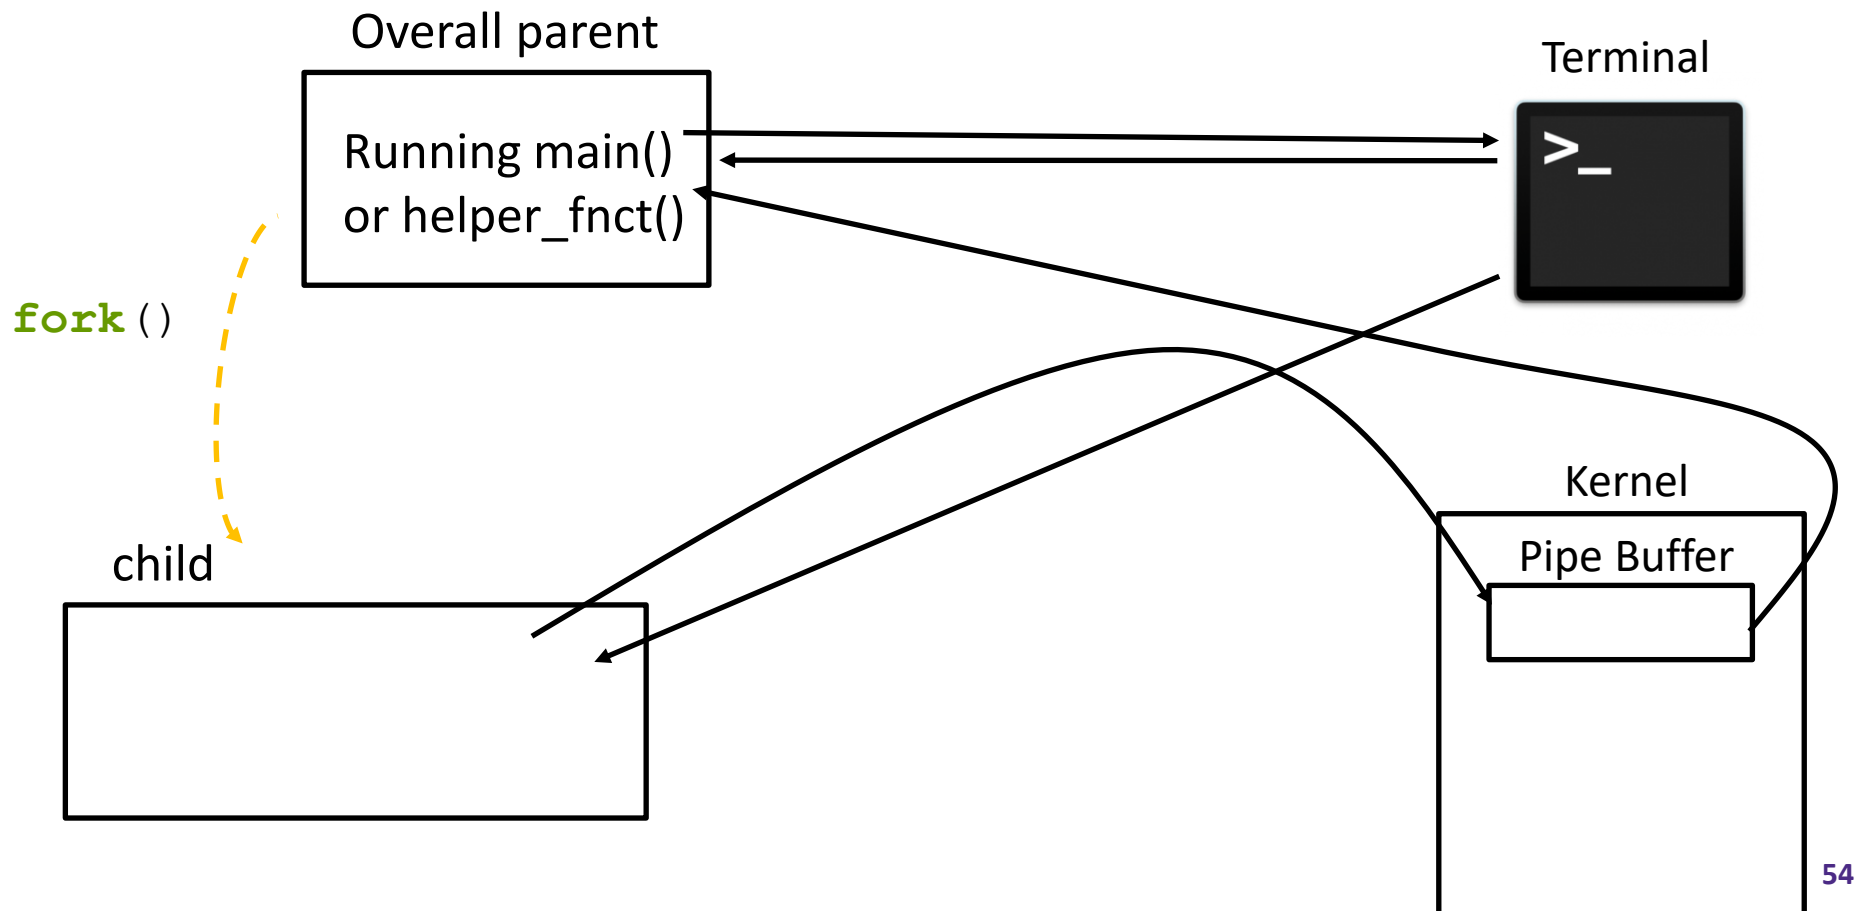 Overall parent
Terminal
Running main()
or helper_fnct()
>_
fork()
Kernel
Pipe Buffer
child
54